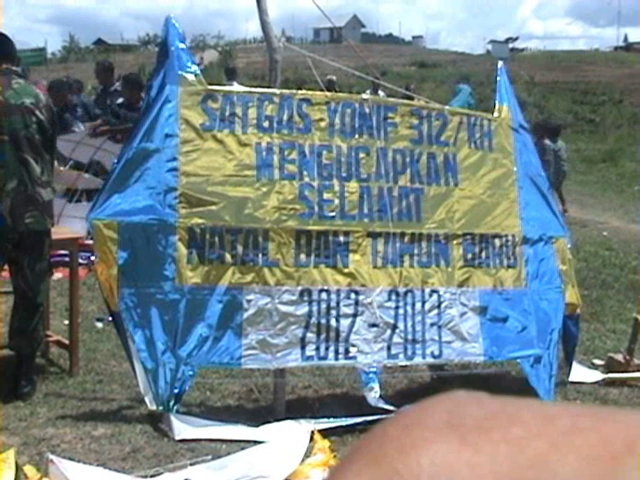 SATGAS YONIF 312/KH
MENGUCAPKAN
SELAMAT
NATAL DAN TAHUN BARU
2012-2013